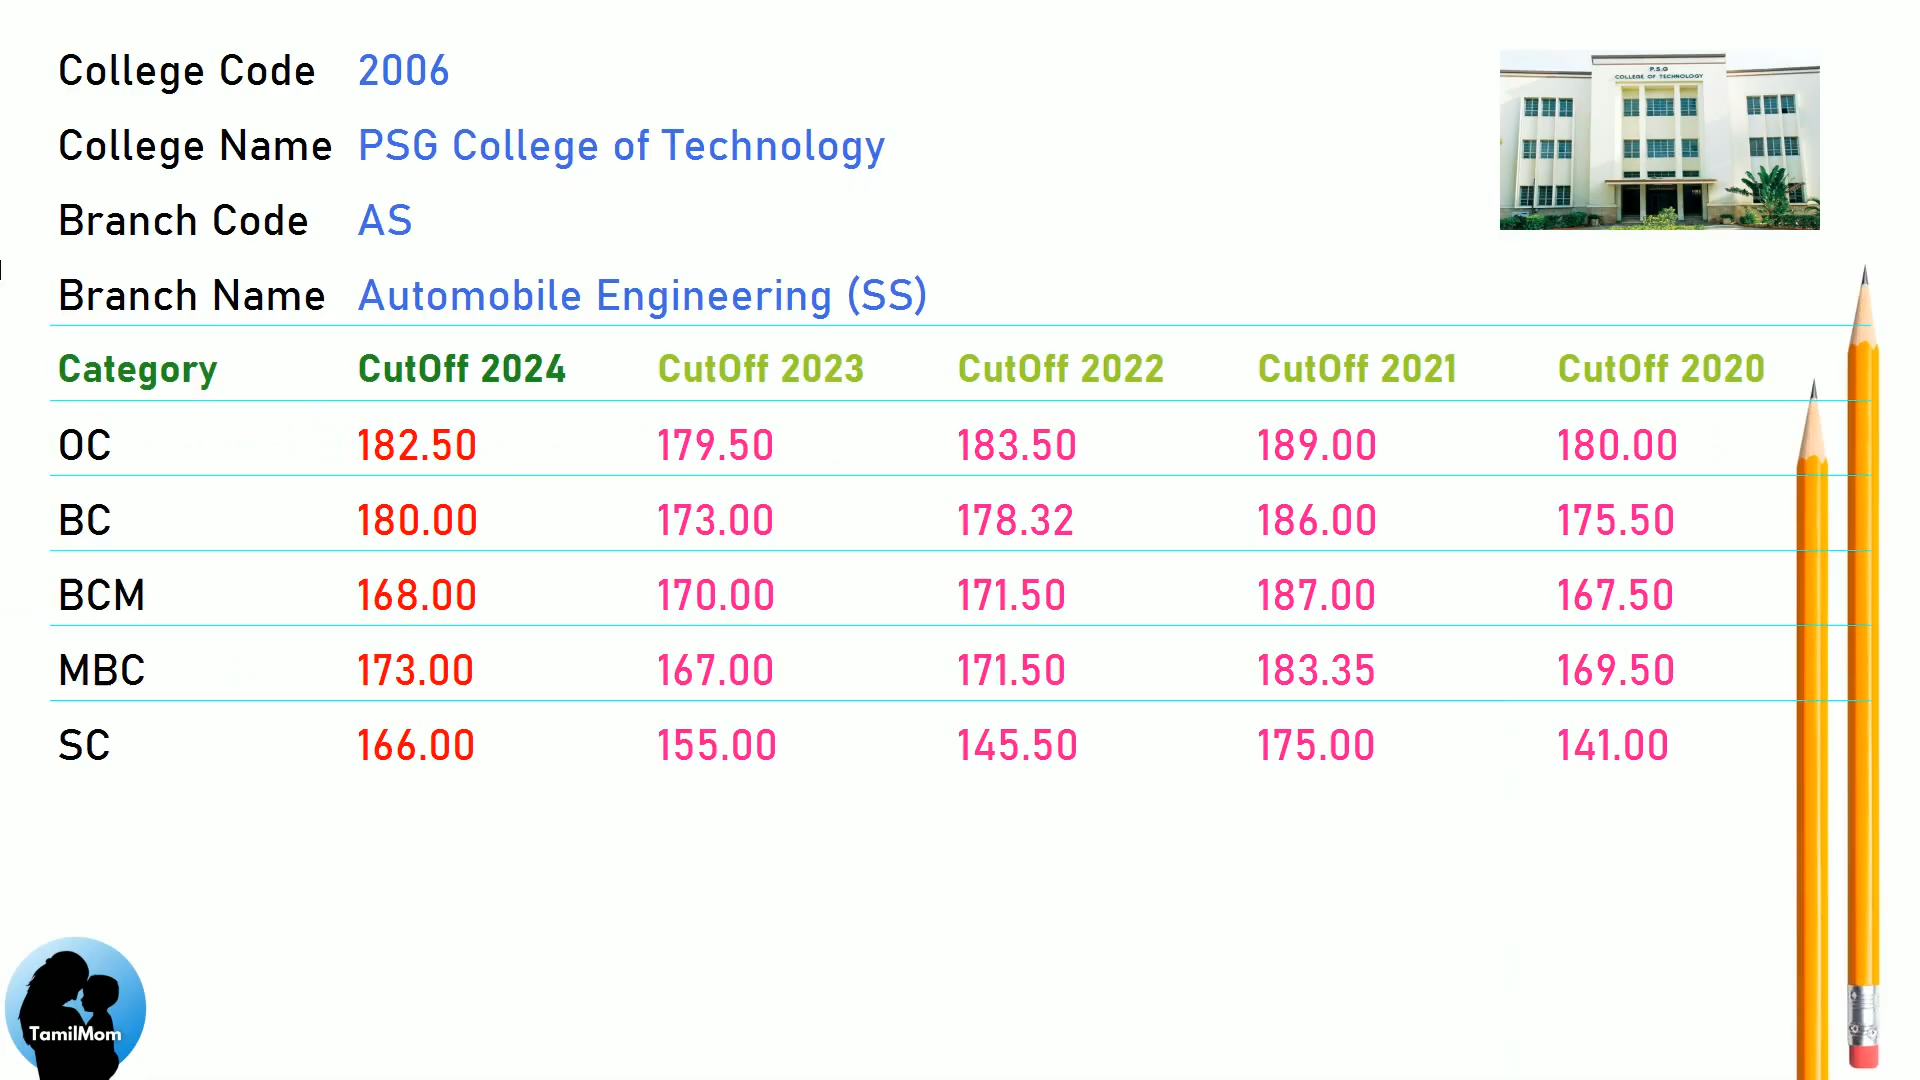 College Code 2006
College Name PSG College of Technology
Branch Code AS
Branch Name Automobile Engineering (SS)
P.S.G
COLLEGE OF TECHNOLOGY
Category CutOff 2024 CutOff 2023 CutOff 2022 CutOff 2021 CutOff 2020
OC 182.50 179.50 183.50 189.00 180.00
BC 180.00 173.00 178.32 186.00 175.50
BCM 168.00 170.00 171.50 187.00 167.50
MBC 173.00 167.00 171.50 183.35 169.50
SC 166.00 155.00 145.50 175.00 141.00
TamilMom